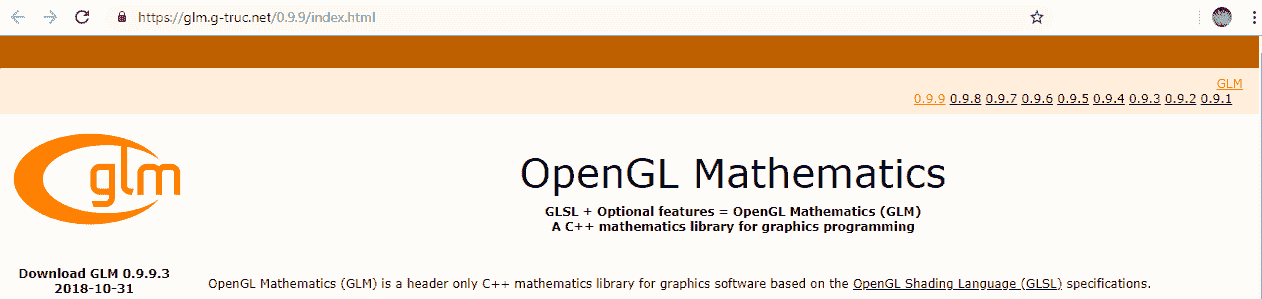 https://glm.g-truc.net/0.9.9/index.html
GLM
0.9.9 0.9.8 0.9.7 0.9.6 0.9.5 0.9.4 0.9.3 0.9.2 0.9.1
glm
OpenGL Mathematics
GLSL + Optional features = OpenGL Mathematics (GLM)
A C++ mathematics library for graphics programming
Download GLM 0.9.9.3
2018-10-31
OpenGL Mathematics (GLM) is a header only C++ mathematics library for graphics software based on the OpenGL Shading Language (GLSL) specifications.